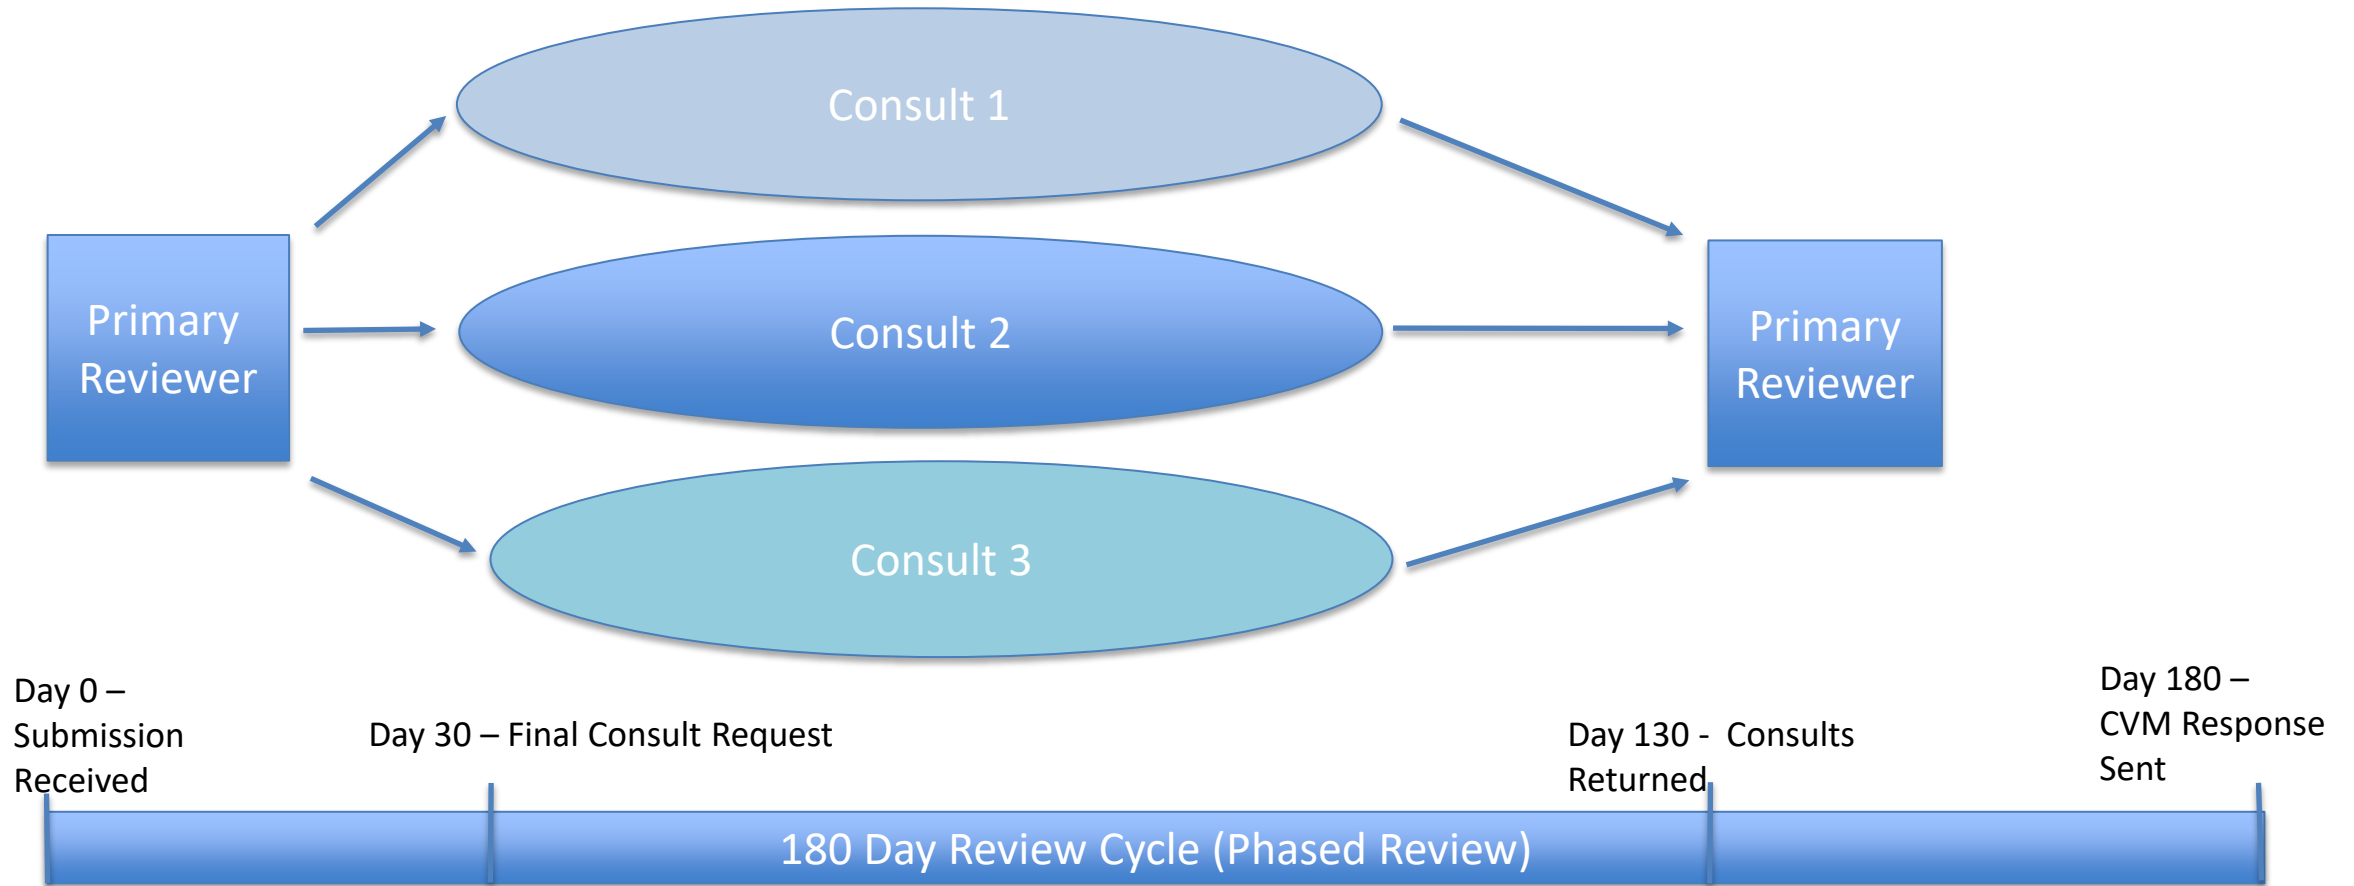 Consult 1
Primary
Reviewer
Consult 2
Primary
Reviewer
Consult 3
Day 0 –
Submission
Received
Day 30 – Final Consult Request
Day 130 - Consults
Returned
Day 180 –
CVM Response
Sent
180 Day Review Cycle (Phased Review)